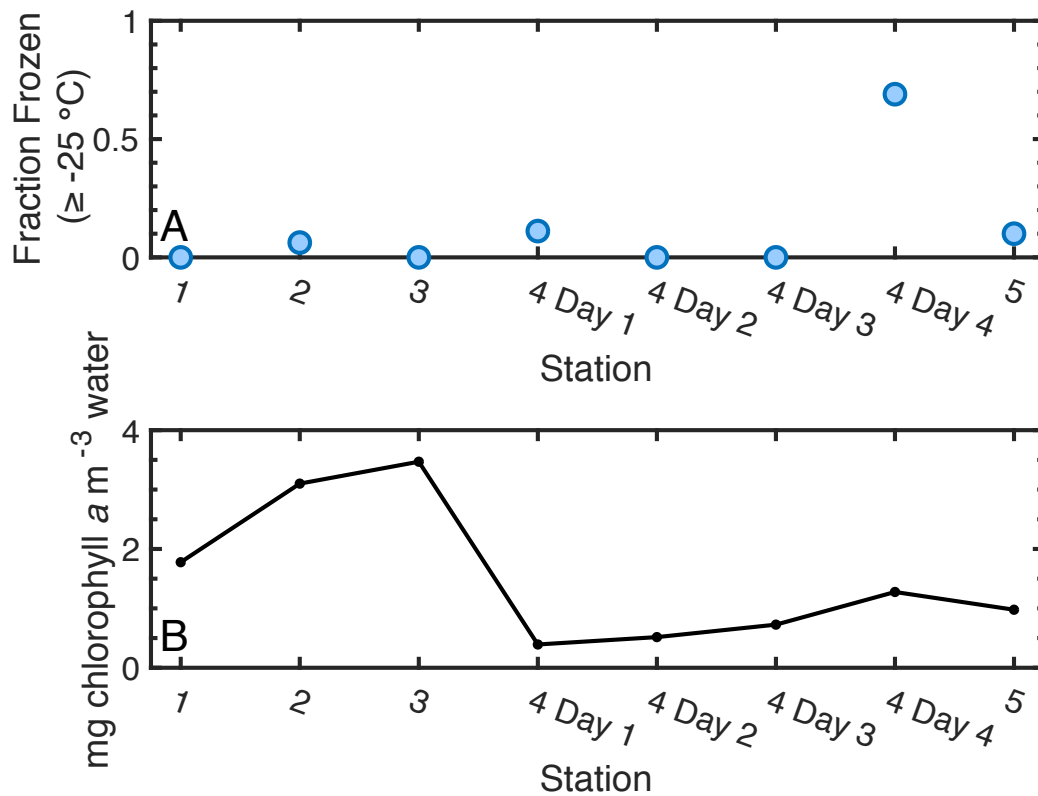 Fraction Frozen
(≥ -25 °C)
1
0.5
0
A
1 2 3 4 Day 1 4 Day 2 4 Day 3 4 Day 4 5
Station
mg chlorophyll a m-3 water
4
2
0
B
1 2 3 4 Day 1 4 Day 2 4 Day 3 4 Day 4 5
Station